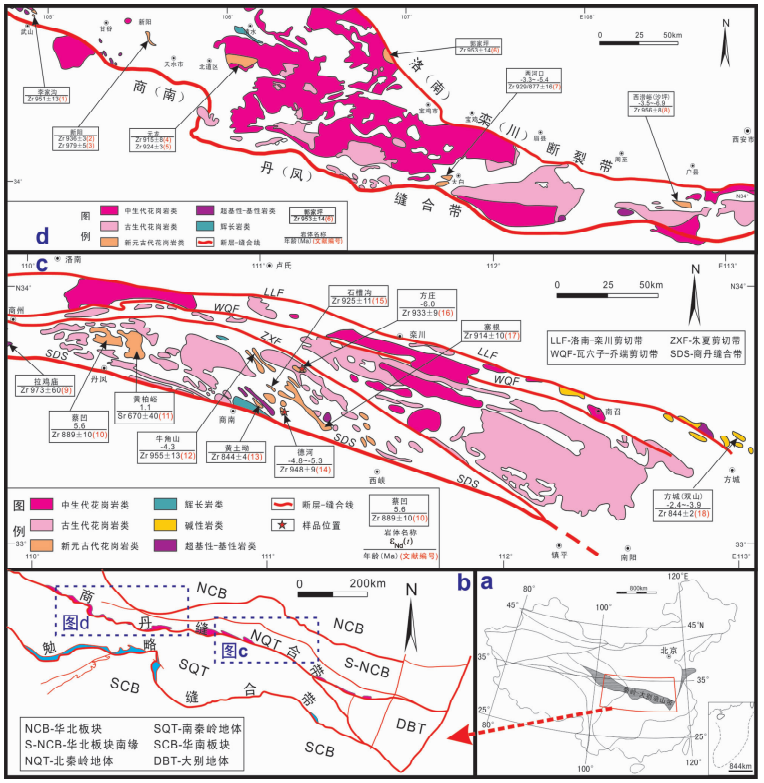 105°
106°
107°
E108°
武山
甘谷
新阳
天水市
北道区
清水
李家沟
Zr 951±13(1)
新阳
Zr 936±3(2)
Zr 979±5(3)
元龙
Zr 915±8(4)
Zr 924±3(5)
郭家坪
Zr 953±14(6)
两河口
-3.3~-5.4
Zr 929/877±16(7)
西涝峪(沙坪)
-3.5~-6.9
Zr 956±8(8)
商(南)
丹(凤)
缝合带
洛(南)
栾(川)断裂带
宝鸡市
宝鸡
眉县
周至
户县
西安市
太白
N
0 25 50km
34°
N34°
d
图例
中生代花岗岩类
古生代花岗岩类
新元古代花岗岩类
超基性-基性岩类
辉长岩类
断层-缝合线
郭家坪
Zr 953±14(6)
岩体名称
年龄(Ma)(文献编号)
c
110°
洛南
111°
卢氏
112°
E113°
N34°
N34°
商州
LLF
WQF
ZXF
SDS
石槽沟
Zr 925±11(15)
方庄
-6.0
Zr 933±9(16)
寨根
Zr 914±10(17)
栾川
LLF
WQF
N
0 25 50km
LLF-洛南-栾川剪切带
ZXF-朱夏剪切带
WQF-瓦穴子-乔端剪切带
SDS-商丹缝合带
拉鸡庙
Zr 973±60(9)
丹凤
蔡凹
5.6
Zr 889±10(10)
黄柏峪
1.1
Sr 670±40(11)
商南
牛角山
-4.3
Zr 955±13(12)
黄土坳
Zr 844±4(13)
德河
-4.8~-5.3
Zr 948±9(14)
SDS
西峡
SDS
南召
方城
方城(双山)
-2.4~-3.9
Zr 844±2(18)
镇平
南阳
图例
中生代花岗岩类
古生代花岗岩类
新元古代花岗岩类
辉长岩类
碱性岩类
超基性-基性岩类
断层-缝合线
样品位置
蔡凹
5.6
Zr 889±10(10)
岩体名称
εNd(t)
年龄(Ma)(文献编号)
110°
111°
112°
E113°
b
0 200km
N
NCB
NCB
商丹缝合带
图d
图c
NQT
S-NCB
勉略缝合带
SQT
SCB
SCB
DBT
NCB-华北板块
SQT-南秦岭地体
S-NCB-华北板块南缘
SCB-华南板块
NQT-北秦岭地体
DBT-大别地体
a
0 800km
80°
100°
120°E
45°
45°N
北京
35°
35°
秦岭-大别造山带
25°
25°
80°
100°
844km